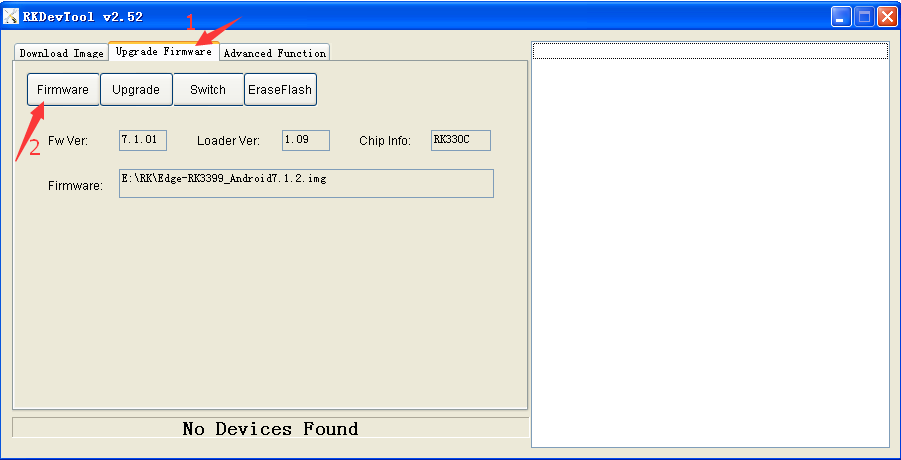 RKDevTool v2.52
1
Download Image Upgrade Firmware Advanced Function
Firmware Upgrade Switch EraseFlash
2
Fw Ver: 7.1.01 Loader Ver: 1.09 Chip Info: RK330C
Firmware: E:\RK\Edge-RK3399_Android7.1.2.img
No Devices Found